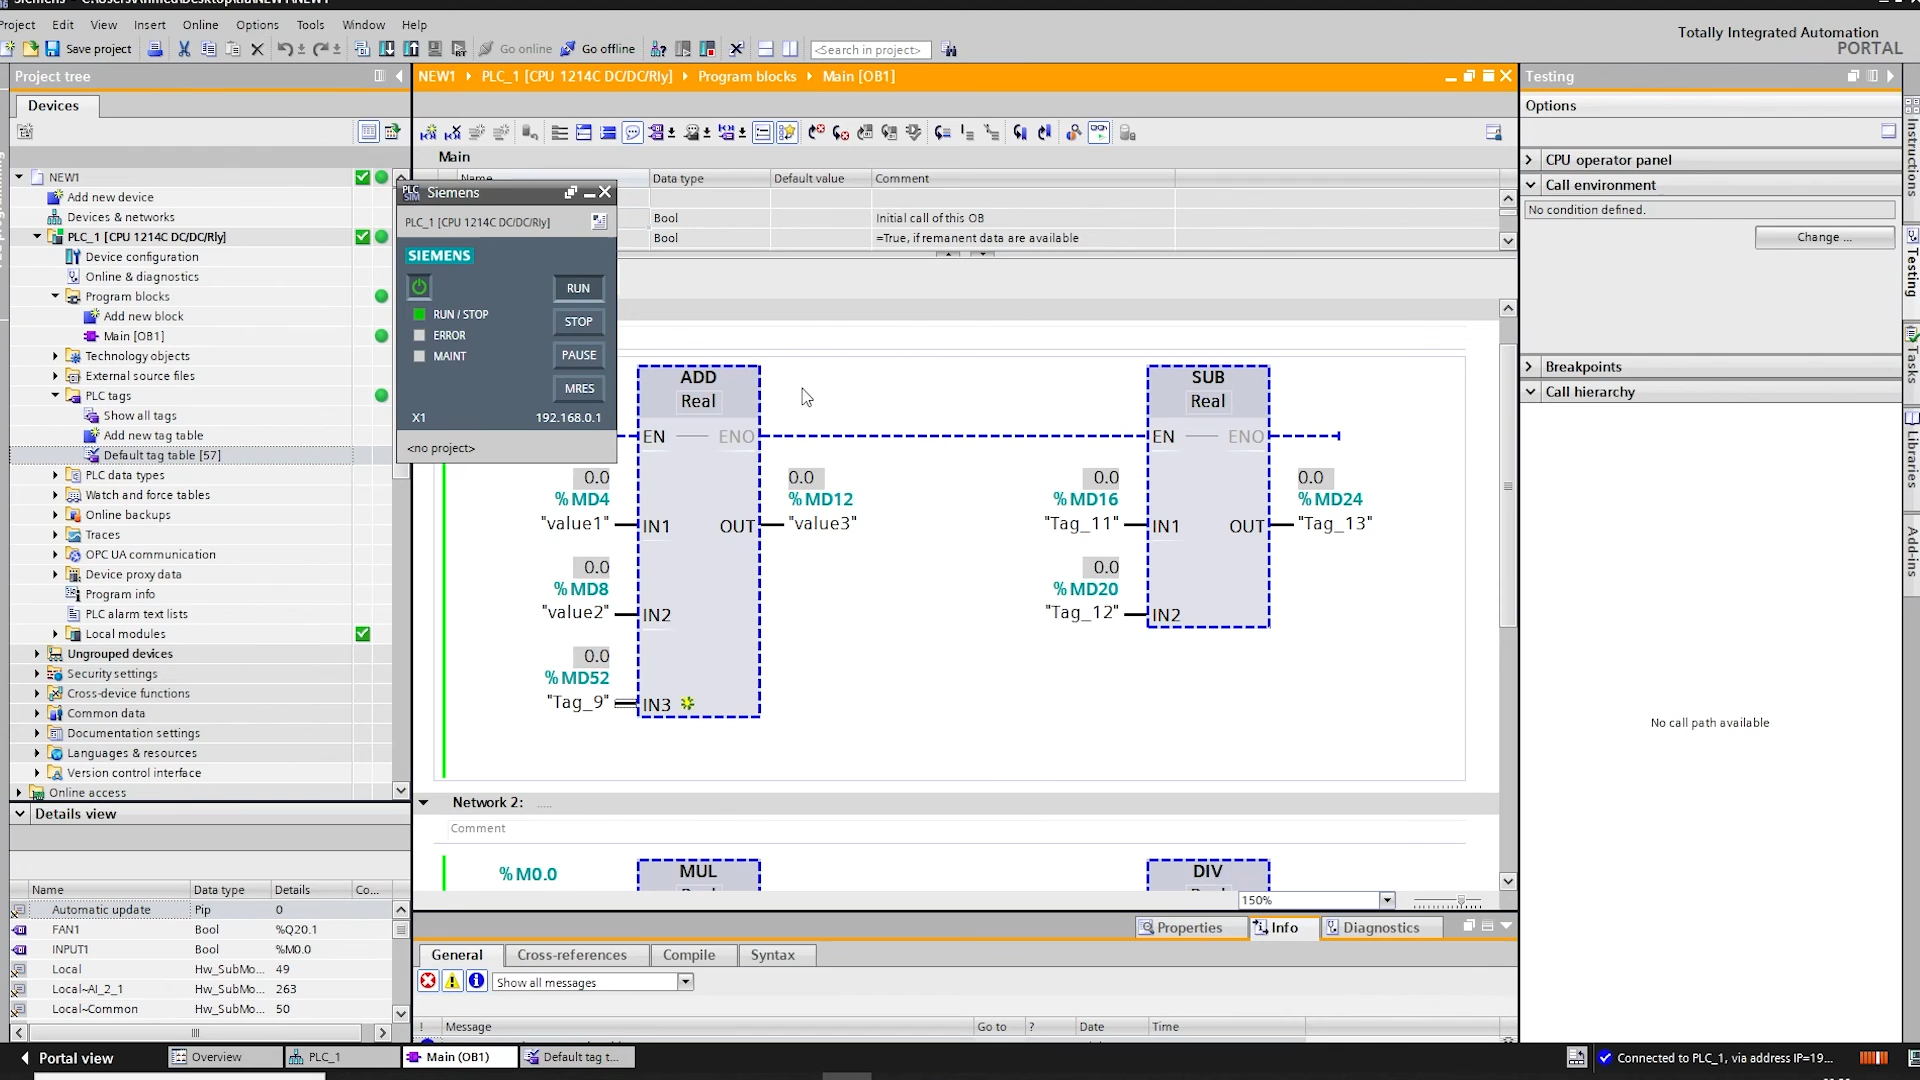 Project Edit View Insert Online Options Tools Window Help
Totally Integrated Automation
PORTAL
Save project
Go online
Go offline
<Search in project>
Project tree
NEW1 › PLC_1 [CPU 1214C DC/DC/Rly] › Program blocks › Main [OB1]
Testing
Devices
Options
Main
Name Data type Default value Comment
Bool Initial call of this OB
Bool =True, if remanent data are available
NEW1
Add new device
Devices & networks
PLC_1 [CPU 1214C DC/DC/Rly]
Device configuration
Online & diagnostics
Program blocks
Add new block
Main [OB1]
Technology objects
External source files
PLC tags
Show all tags
Add new tag table
Default tag table [57]
PLC data types
Watch and force tables
Online backups
Traces
OPC UA communication
Device proxy data
Program info
PLC alarm text lists
Local modules
Ungrouped devices
Security settings
Cross-device functions
Common data
Documentation settings
Languages & resources
Version control interface
Online access
Details view
Name Data type Details Co...
Automatic update Pip 0
FAN1 Bool %Q20.1
INPUT1 Bool %M0.0
Local Hw_SubMo... 49
Local~AI_2_1 Hw_SubMo... 263
Local~Common Hw_SubMo... 50
PLC SIM Siemens
PLC_1 [CPU 1214C DC/DC/Rly]
SIEMENS
RUN
RUN / STOP
STOP
ERROR
PAUSE
MAINT
MRES
X1 192.168.0.1
<no project>
ADD
Real
EN ENO
0.0
%MD4
"value1"
IN1
OUT
0.0
%MD12
"value3"
0.0
%MD8
"value2"
IN2
0.0
%MD52
"Tag_9"
IN3
SUB
Real
EN ENO
0.0
%MD16
"Tag_11"
IN1
OUT
0.0
%MD24
"Tag_13"
0.0
%MD20
"Tag_12"
IN2
Network 2: .....
Comment
%M0.0
MUL
DIV
150%
Properties
Info
Diagnostics
General Cross-references Compile Syntax
Show all messages
! Message Go to ? Date Time
CPU operator panel
Call environment
No condition defined.
Change ...
Breakpoints
Call hierarchy
No call path available
Instructions
Testing
Tasks
Libraries
Add-ins
Portal view
Overview
PLC_1
Main (OB1)
Default tag t...
Connected to PLC_1, via address IP=19...